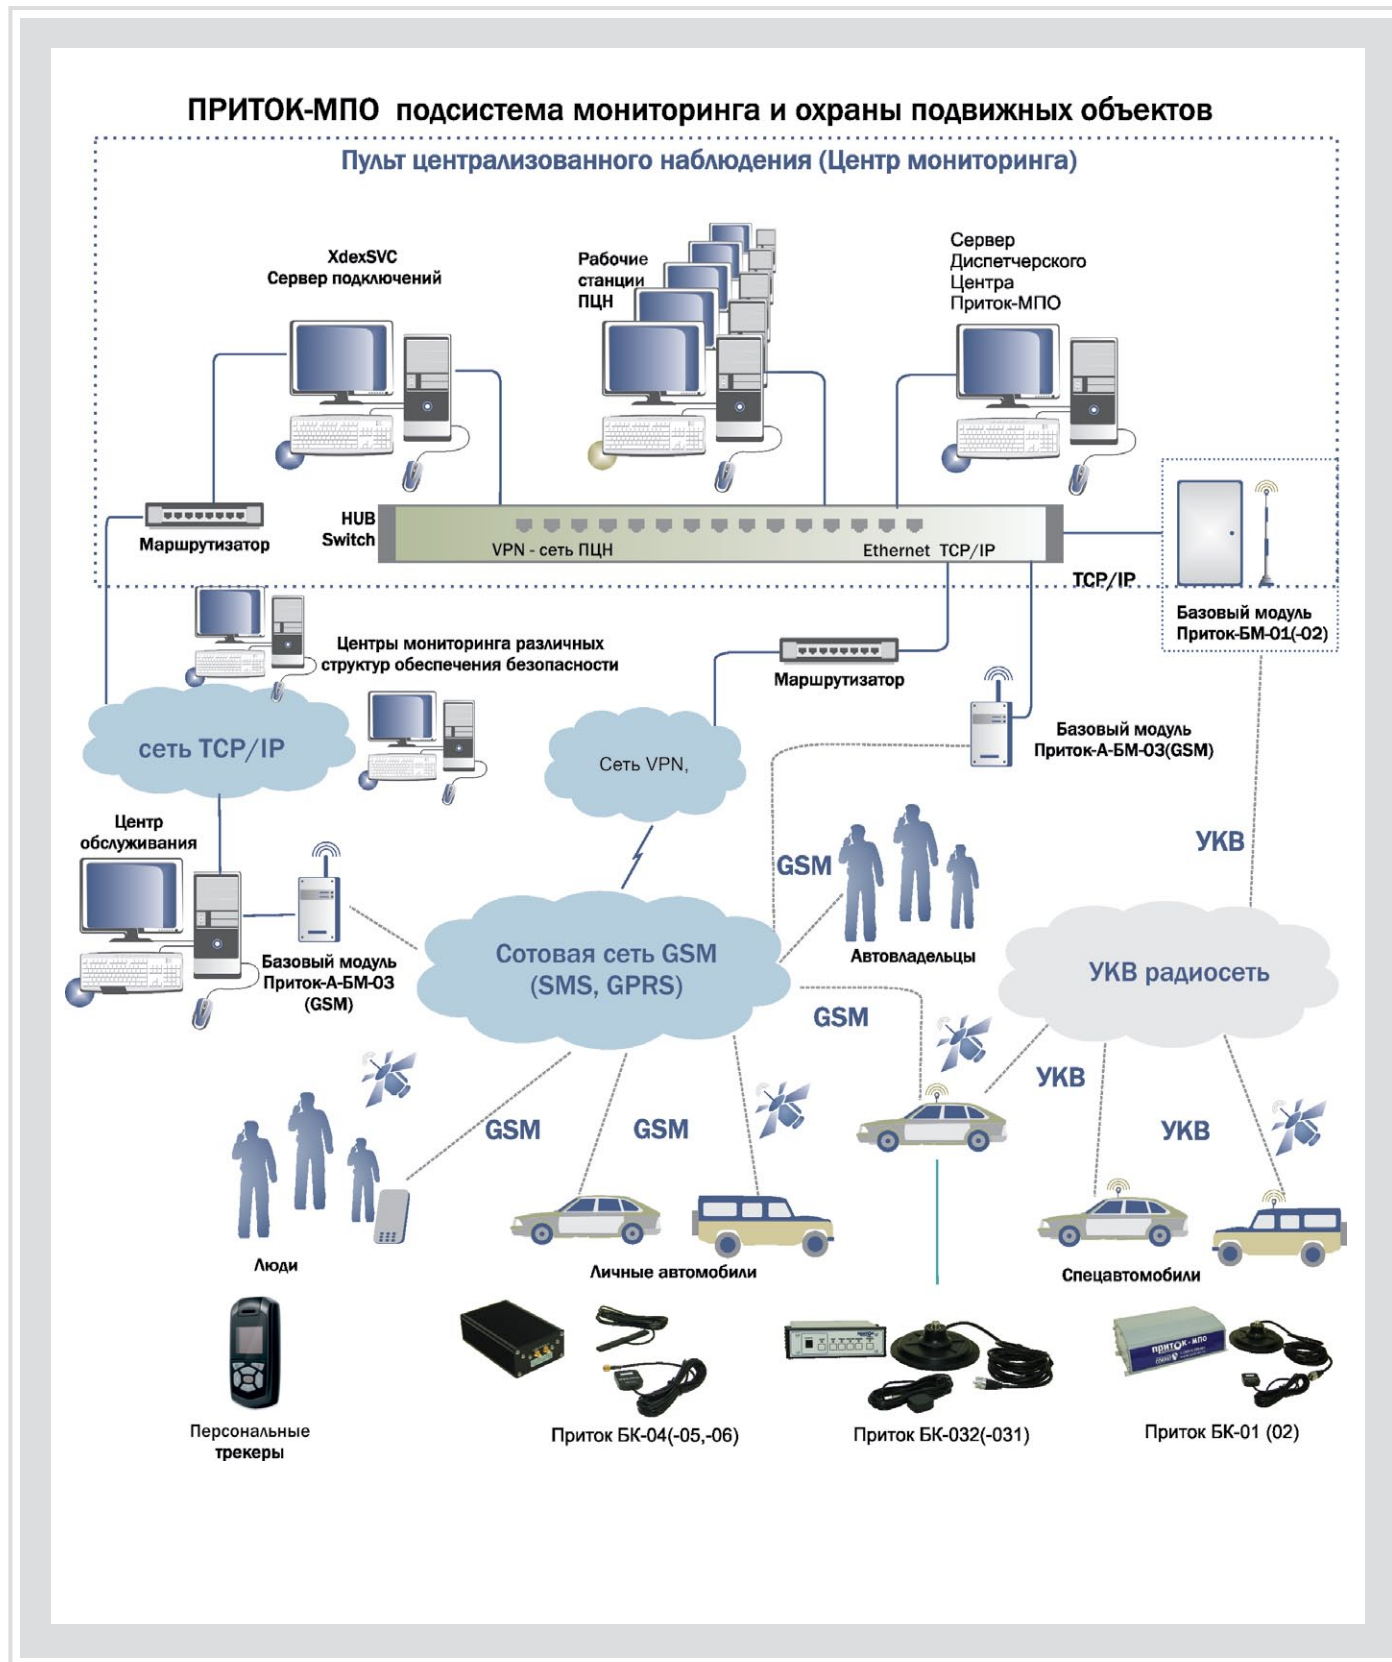 ПРИТОК-МПО подсистема мониторинга и охраны подвижных объектов
Пульт централизованного наблюдения (Центр мониторинга)
XdexSVC
Сервер подключений
Рабочие
станции
ПЦН
Сервер
Диспетчерского
Центра
Приток-МПО
Маршрутизатор
HUB
Switch
VPN - сеть ПЦН
Ethernet TCP/IP
TCP/IP
Базовый модуль
Приток-БМ-01(-02)
Центры мониторинга различных
структур обеспечения безопасности
Маршрутизатор
сеть TCP/IP
Сеть VPN,
Базовый модуль
Приток-А-БМ-03(GSM)
Центр
обслуживания
УКВ
GSM
Базовый модуль
Приток-А-БМ-03
(GSM)
Сотовая сеть GSM
(SMS, GPRS)
Автовладельцы
УКВ радиосеть
GSM
УКВ
GSM
GSM
УКВ
Люди
Личные автомобили
Спецавтомобили
ПРИТОК-МПО
Персональные
трекеры
Приток БК-04(-05,-06)
Приток БК-032(-031)
Приток БК-01 (02)